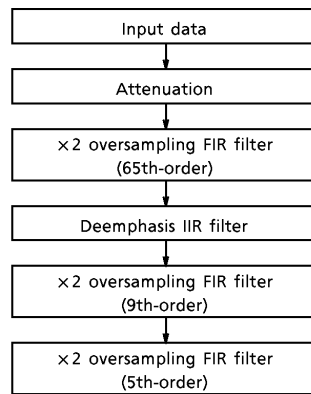 Input data
Attenuation
×2 oversampling FIR filter
(65th-order)
Deemphasis IIR filter
×2 oversampling FIR filter
(9th-order)
×2 oversampling FIR filter
(5th-order)